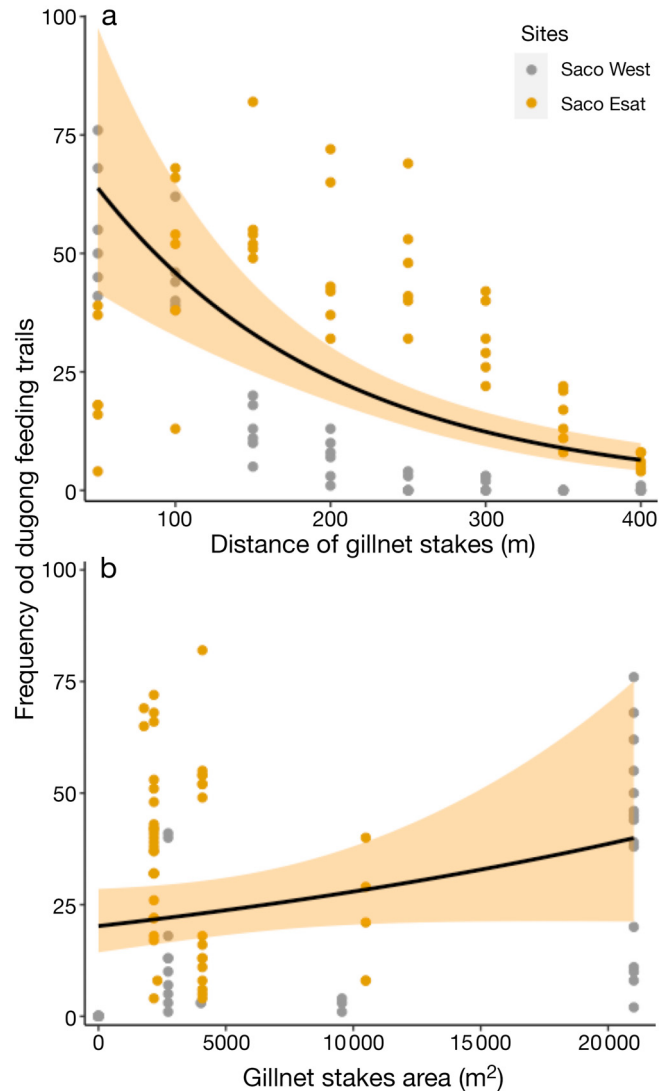 a
100
75
50
25
0
Sites
Saco West
Saco Esat
100
200
300
400
Distance of gillnet stakes (m)
Frequency od dugong feeding trails
b
100
75
50
25
0
0
5000
10000
15000
20000
Gillnet stakes area (m²)